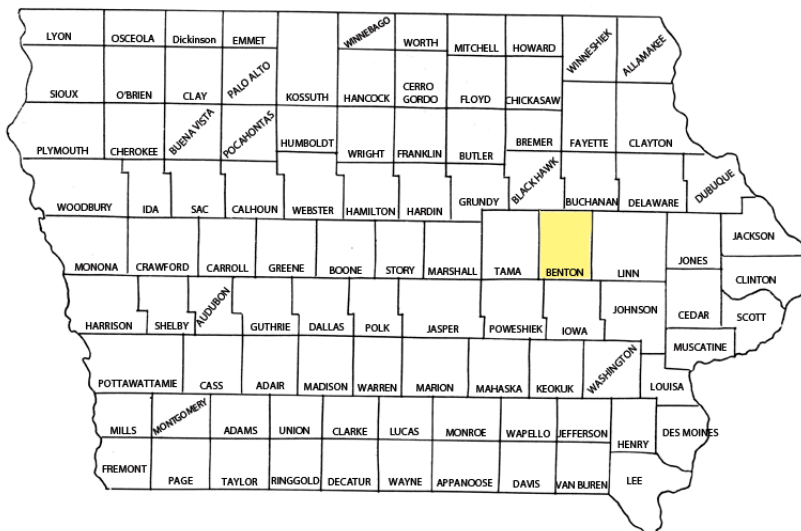 LYON OSCEOLA Dickinson EMMET WINNEBAGO WORTH MITCHELL HOWARD WINNESHIEK ALLAMAKEE
SIOUX O'BRIEN CLAY PALO ALTO KOSSUTH HANCOCK CERRO GORDO FLOYD CHICKASAW
PLYMOUTH CHEROKEE BUENA VISTA POCAHONTAS HUMBOLDT WRIGHT FRANKLIN BUTLER BREMER FAYETTE CLAYTON
WOODBURY IDA SAC CALHOUN WEBSTER HAMILTON HARDIN GRUNDY BLACK HAWK BUCHANAN DELAWARE DUBUQUE
MONONA CRAWFORD CARROLL GREENE BOONE STORY MARSHALL TAMA BENTON LINN JONES JACKSON
CLINTON
HARRISON SHELBY AUDUBON GUTHRIE DALLAS POLK JASPER POWESHIEK IOWA JOHNSON CEDAR SCOTT
MUSCATINE
POTTAWATTAMIE CASS ADAIR MADISON WARREN MARION MAHASKA KEOKUK WASHINGTON LOUISA
MILLS MONTGOMERY ADAMS UNION CLARKE LUCAS MONROE WAPELLO JEFFERSON HENRY DES MOINES
FREMONT PAGE TAYLOR RINGGOLD DECATUR WAYNE APPANOOSE DAVIS VAN BUREN LEE